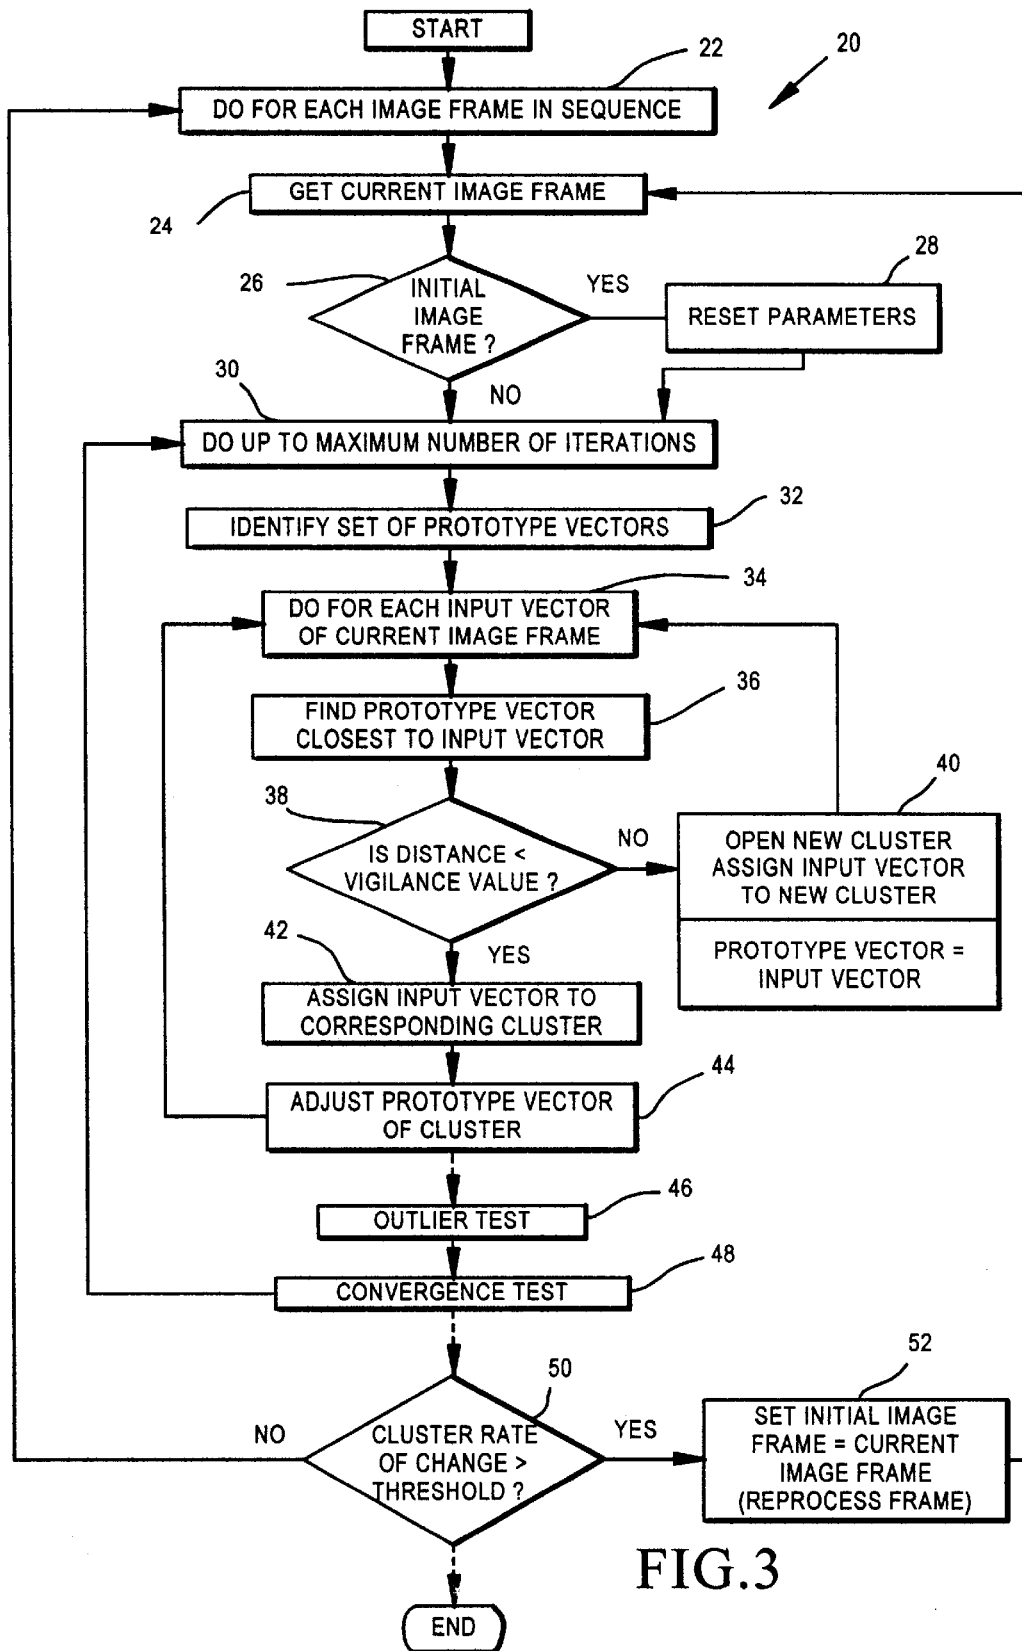 START
22
20
DO FOR EACH IMAGE FRAME IN SEQUENCE
GET CURRENT IMAGE FRAME
24
26
INITIAL
IMAGE
FRAME ?
YES
28
RESET PARAMETERS
30
NO
DO UP TO MAXIMUM NUMBER OF ITERATIONS
32
IDENTIFY SET OF PROTOTYPE VECTORS
34
DO FOR EACH INPUT VECTOR
OF CURRENT IMAGE FRAME
36
FIND PROTOTYPE VECTOR
CLOSEST TO INPUT VECTOR
38
IS DISTANCE <
VIGILANCE VALUE ?
NO
40
OPEN NEW CLUSTER
ASSIGN INPUT VECTOR
TO NEW CLUSTER
PROTOTYPE VECTOR =
INPUT VECTOR
42
YES
ASSIGN INPUT VECTOR TO
CORRESPONDING CLUSTER
44
ADJUST PROTOTYPE VECTOR
OF CLUSTER
46
OUTLIER TEST
48
CONVERGENCE TEST
50
NO
CLUSTER RATE
OF CHANGE >
THRESHOLD ?
YES
52
SET INITIAL IMAGE
FRAME = CURRENT
IMAGE FRAME
(REPROCESS FRAME)
FIG.3
END